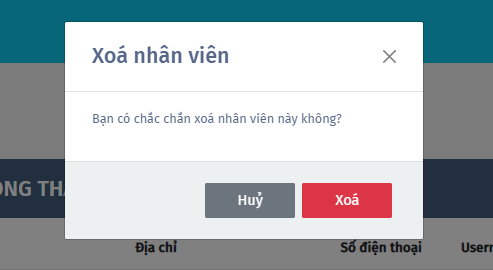 Xoá nhân viên
Bạn có chắc chắn xoá nhân viên này không?
Huỷ Xoá
Địa chỉ Số điện thoại